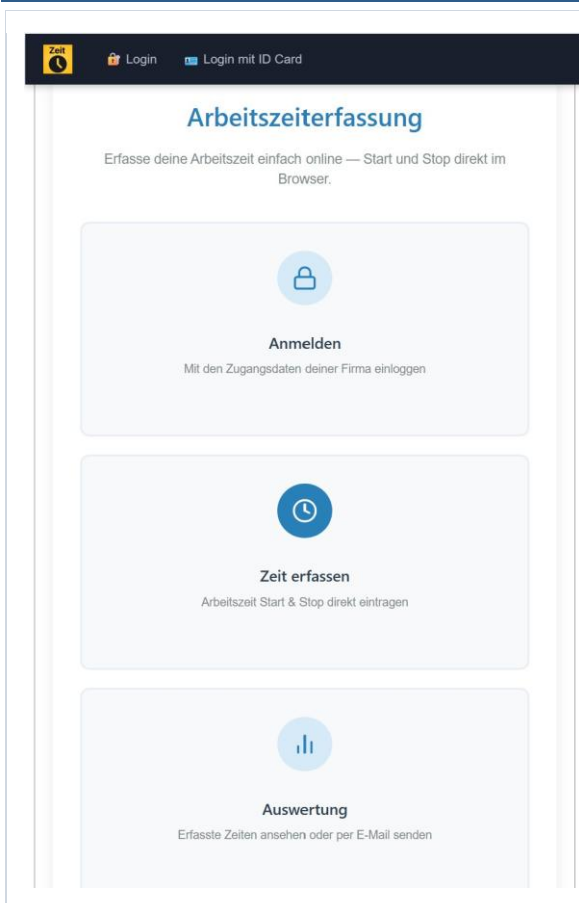 Zeit
Login
Login mit ID Card
Arbeitszeiterfassung
Erfasse deine Arbeitszeit einfach online — Start und Stop direkt im
Browser.
Anmelden
Mit den Zugangsdaten deiner Firma einloggen
Zeit erfassen
Arbeitszeit Start & Stop direkt eintragen
Auswertung
Erfasste Zeiten ansehen oder per E-Mail senden